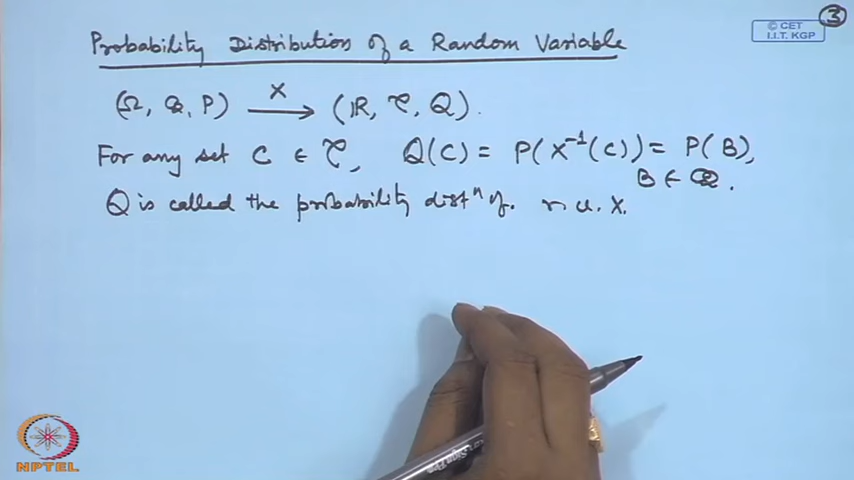 3
© CET
I.I.T. KGP
Probability Distribution of a Random Variable
(Ω, B, P) —X→ (R, C, Q).
For any set C ∈ C, Q(C) = P(X⁻¹(C)) = P(B),
B ∈ B.
Q is called the probability distⁿ of. r.v. X.
NPTEL